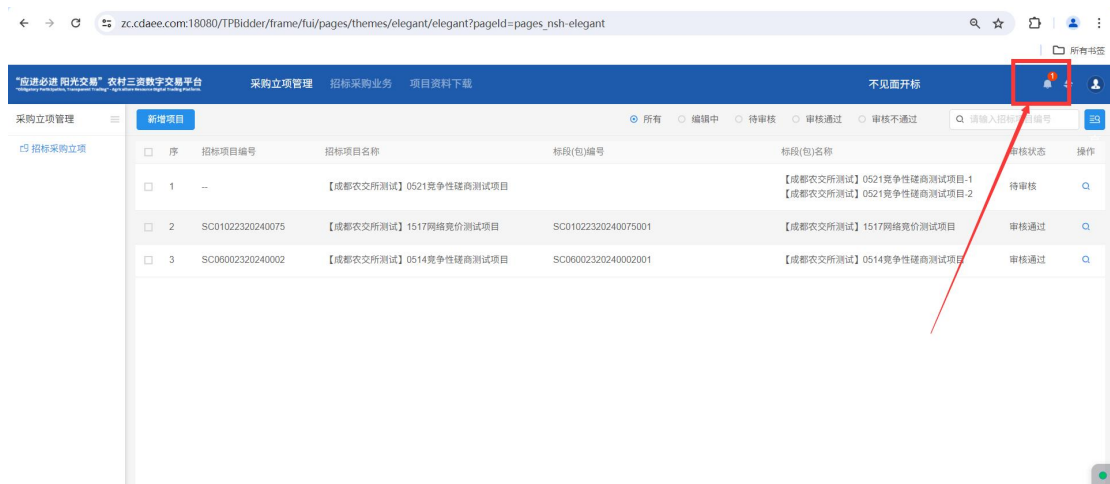 zc.cdaee.com:18080/TPBidder/frame/fui/pages/themes/elegant/elegant?pageId=pages_nsh-elegant
所有书签
"应进必进 阳光交易" 农村三资数字交易平台
采购立项管理 招标采购业务 项目资料下载 不见面开标 1
采购立项管理 新增项目 所有 编辑中 待审核 审核通过 审核不通过 请输入招标项目编号
招标采购立项
序 招标项目编号 招标项目名称 标段(包)编号 标段(包)名称 审核状态 操作
1 -- 【成都农交所测试】0521竞争性磋商测试项目 【成都农交所测试】0521竞争性磋商测试项目-1 待审核
【成都农交所测试】0521竞争性磋商测试项目-2
2 SC01022320240075 【成都农交所测试】1517网络竞价测试项目 SC01022320240075001 【成都农交所测试】1517网络竞价测试项目 审核通过
3 SC06002320240002 【成都农交所测试】0514竞争性磋商测试项目 SC06002320240002001 【成都农交所测试】0514竞争性磋商测试项目 审核通过